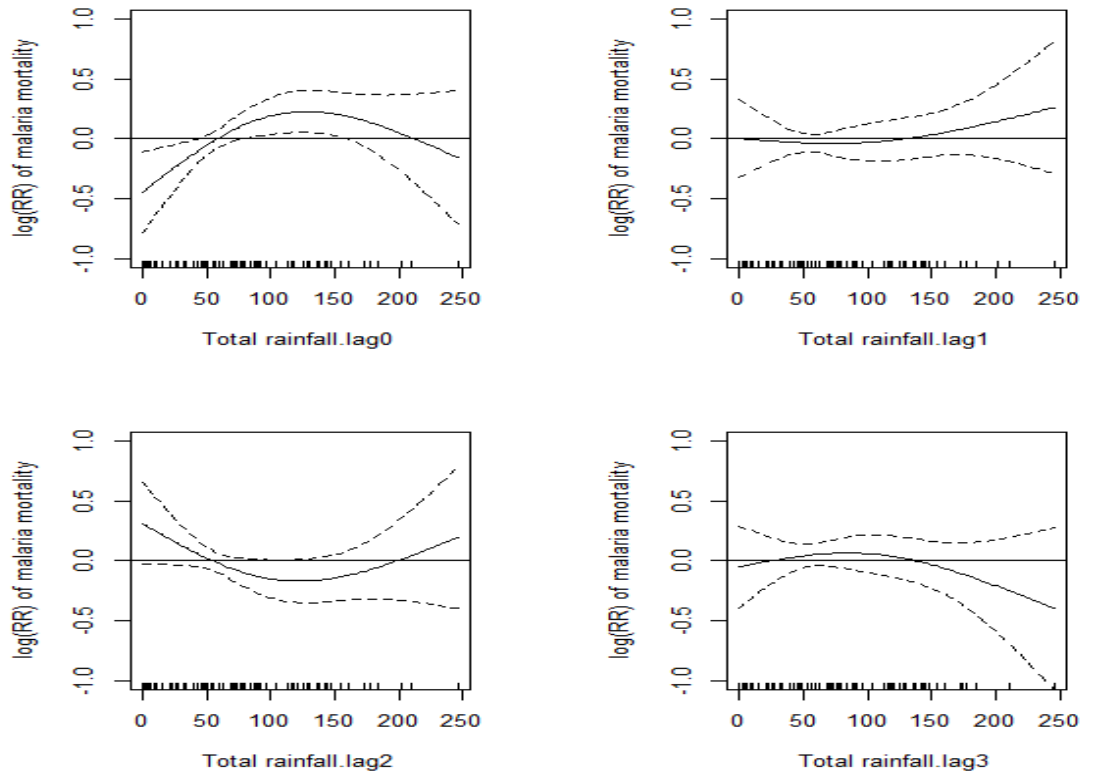 log(RR) of malaria mortality
1.0
0.5
0.0
-0.5
-1.0
0 50 100 150 200 250
Total rainfall.lag0
log(RR) of malaria mortality
1.0
0.5
0.0
-0.5
-1.0
0 50 100 150 200 250
Total rainfall.lag1
log(RR) of malaria mortality
1.0
0.5
0.0
-0.5
-1.0
0 50 100 150 200 250
Total rainfall.lag2
log(RR) of malaria mortality
1.0
0.5
0.0
-0.5
-1.0
0 50 100 150 200 250
Total rainfall.lag3